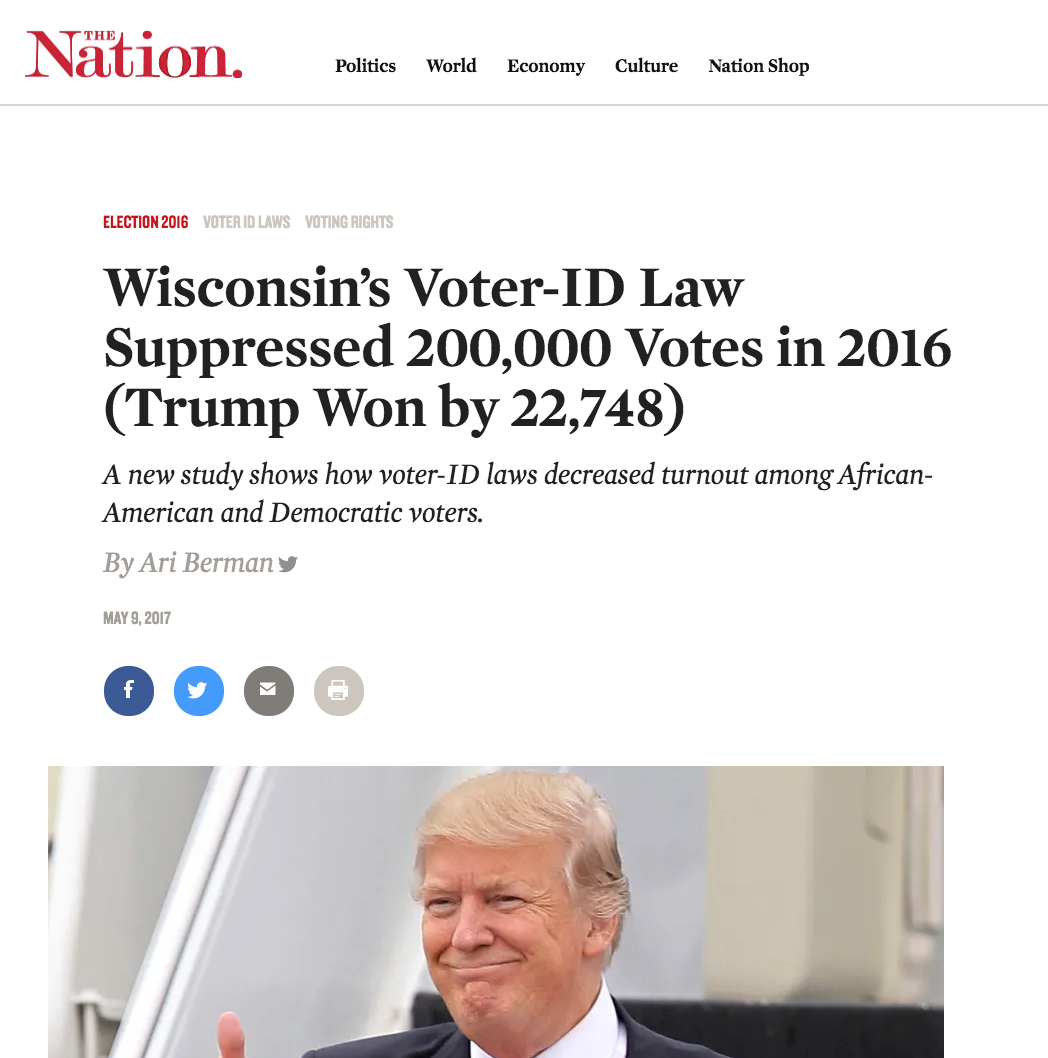 THE Nation.
Politics World Economy Culture Nation Shop
ELECTION 2016 VOTER ID LAWS VOTING RIGHTS
Wisconsin’s Voter-ID Law
Suppressed 200,000 Votes in 2016
(Trump Won by 22,748)
A new study shows how voter-ID laws decreased turnout among African-
American and Democratic voters.
By Ari Berman
MAY 9, 2017
f